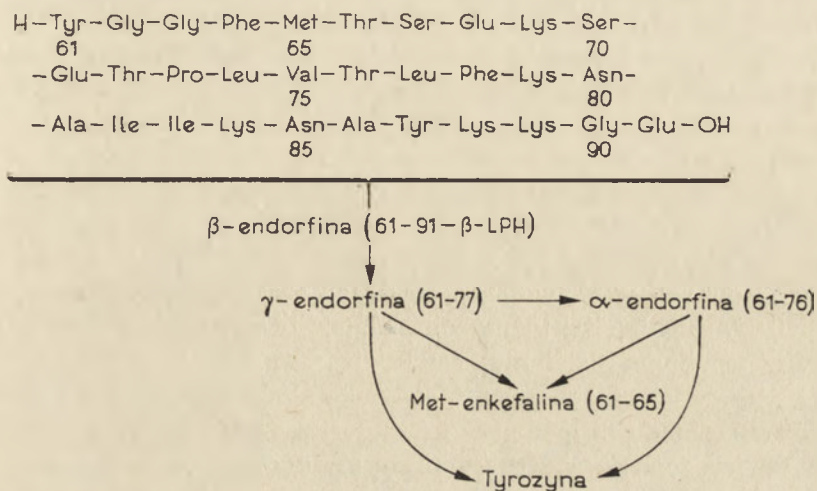 H-Tyr-Gly-Gly-Phe-Met-Thr-Ser-Glu-Lys-Ser-
61 65 70
-Glu-Thr-Pro-Leu-Val-Thr-Leu-Phe-Lys-Asn-
75 80
-Ala-Ile-Ile-Lys-Asn-Ala-Tyr-Lys-Lys-Gly-Glu-OH
85 90
β-endorfina (61-91-β-LPH)
γ-endorfina (61-77) α-endorfina (61-76)
Met-enkefalina (61-65)
Tyrozyna